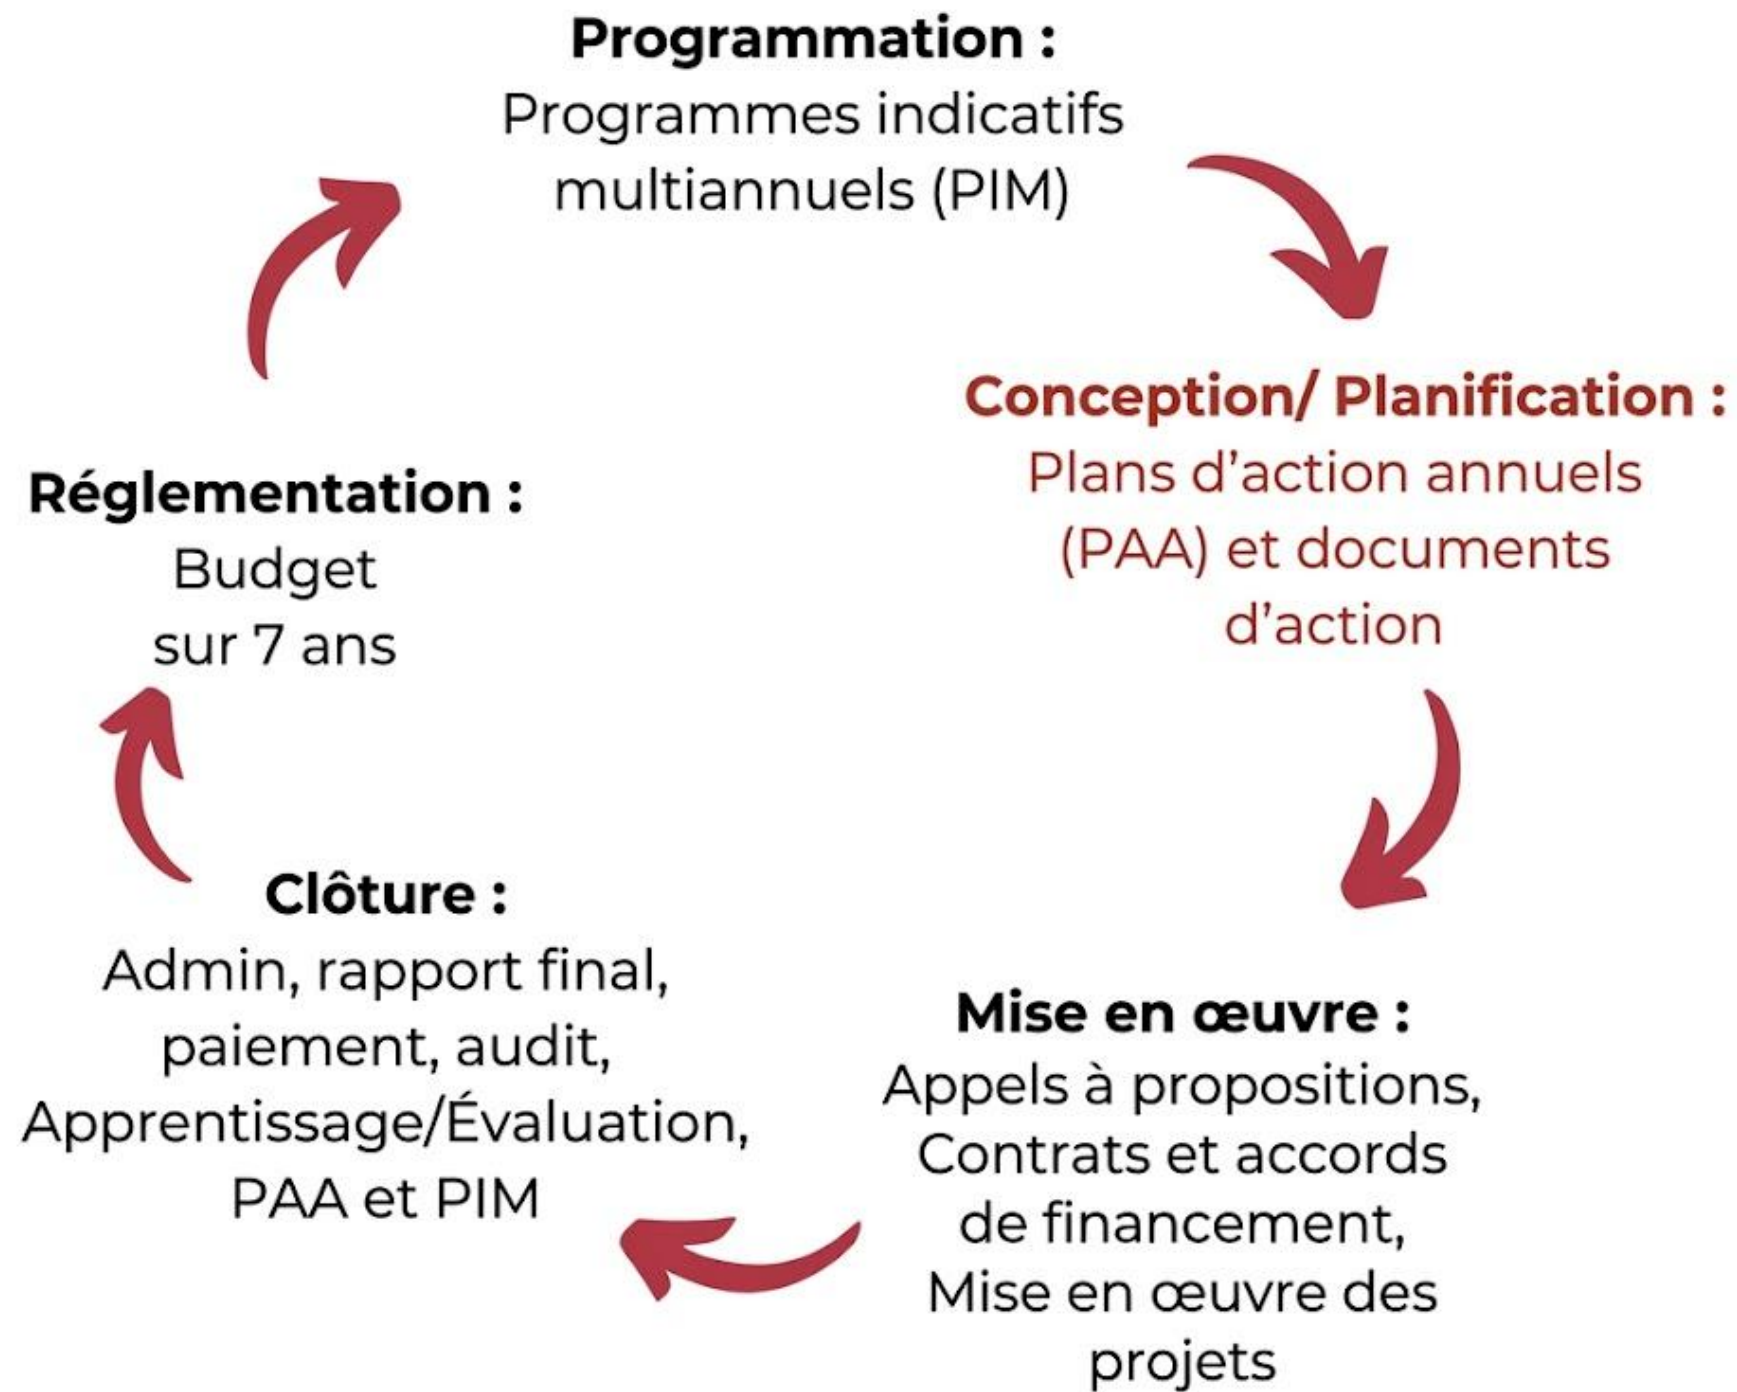 Programmation :
Programmes indicatifs
multiannuels (PIM)
Conception/ Planification :
Plans d’action annuels
(PAA) et documents
d’action
Mise en œuvre :
Appels à propositions,
Contrats et accords
de financement,
Mise en œuvre des
projets
Clôture :
Admin, rapport final,
paiement, audit,
Apprentissage/Évaluation,
PAA et PIM
Réglementation :
Budget
sur 7 ans